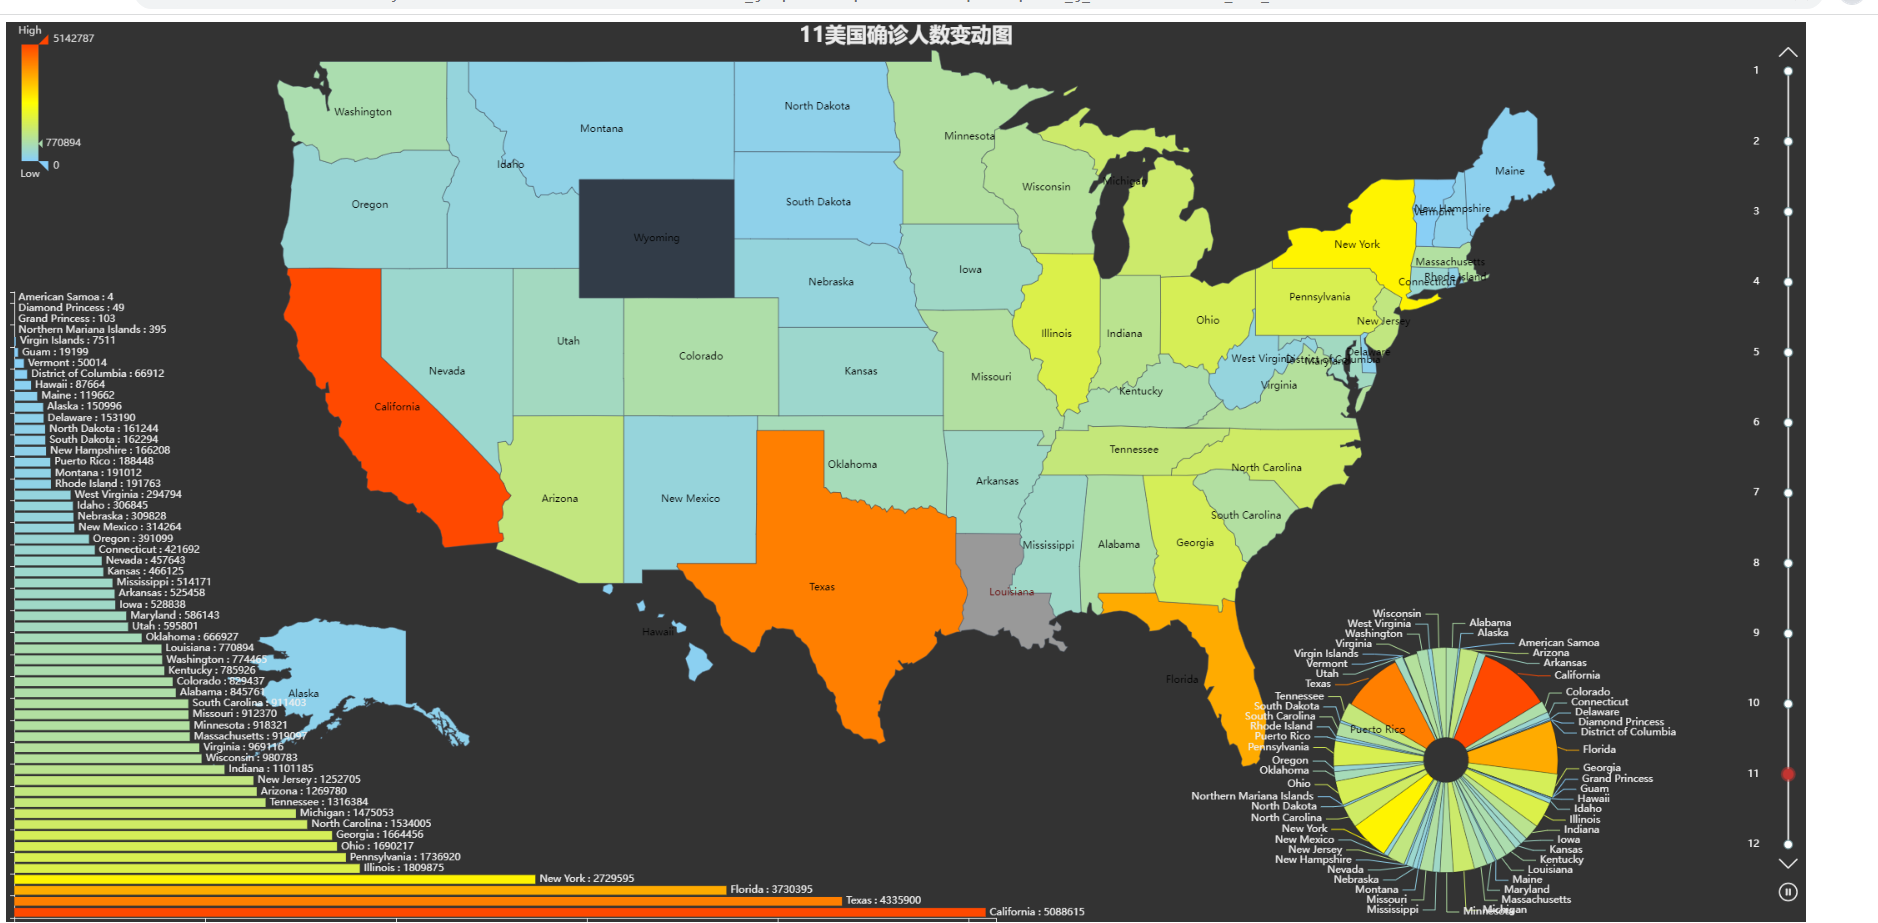 11美国确诊人数变动图
High
5142787
770894
0
Low
Washington
Montana
North Dakota
Minnesota
Idaho
Oregon
Wyoming
South Dakota
Wisconsin
Michigan
Maine
New Hampshire
Vermont
New York
Massachusetts
Rhode Island
Connecticut
Iowa
Nebraska
Pennsylvania
New Jersey
Illinois
Indiana
Ohio
Utah
Colorado
Nevada
Kansas
Missouri
West Virginia
District of Columbia
Maryland
Delaware
Virginia
Kentucky
California
Tennessee
North Carolina
Oklahoma
Arkansas
Arizona
New Mexico
South Carolina
Mississippi
Alabama
Georgia
Texas
Louisiana
Hawaii
Alaska
Florida
Puerto Rico
American Samoa : 4
Diamond Princess : 49
Grand Princess : 103
Northern Mariana Islands : 395
Virgin Islands : 7511
Guam : 19199
Vermont : 50014
District of Columbia : 66912
Hawaii : 87664
Maine : 119662
Alaska : 150996
Delaware : 153190
North Dakota : 161244
South Dakota : 162294
New Hampshire : 166208
Puerto Rico : 188448
Montana : 191012
Rhode Island : 191763
West Virginia : 294794
Idaho : 306845
Nebraska : 309828
New Mexico : 314264
Oregon : 391099
Connecticut : 421692
Nevada : 457643
Kansas : 466125
Mississippi : 514171
Arkansas : 525458
Iowa : 528838
Maryland : 586143
Utah : 595801
Oklahoma : 666927
Louisiana : 770894
Washington : 774465
Kentucky : 785926
Colorado : 829437
Alabama : 845761
South Carolina : 911403
Missouri : 912370
Minnesota : 918321
Massachusetts : 919097
Virginia : 969116
Wisconsin : 980783
Indiana : 1101185
New Jersey : 1252705
Arizona : 1269780
Tennessee : 1316384
Michigan : 1475053
North Carolina : 1534005
Georgia : 1664456
Ohio : 1690217
Pennsylvania : 1736920
Illinois : 1809875
New York : 2729595
Florida : 3730395
Texas : 4335900
California : 5088615
Wisconsin
West Virginia
Washington
Virginia
Virgin Islands
Vermont
Utah
Texas
Tennessee
South Dakota
South Carolina
Rhode Island
Puerto Rico
Pennsylvania
Oregon
Oklahoma
Ohio
Northern Mariana Islands
North Dakota
North Carolina
New York
New Mexico
New Jersey
New Hampshire
Nevada
Nebraska
Montana
Missouri
Mississippi
Alabama
Alaska
American Samoa
Arizona
Arkansas
California
Colorado
Connecticut
Delaware
Diamond Princess
District of Columbia
Florida
Georgia
Grand Princess
Guam
Hawaii
Idaho
Illinois
Indiana
Iowa
Kansas
Kentucky
Louisiana
Maine
Maryland
Massachusetts
Michigan
Minnesota
1
2
3
4
5
6
7
8
9
10
11
12